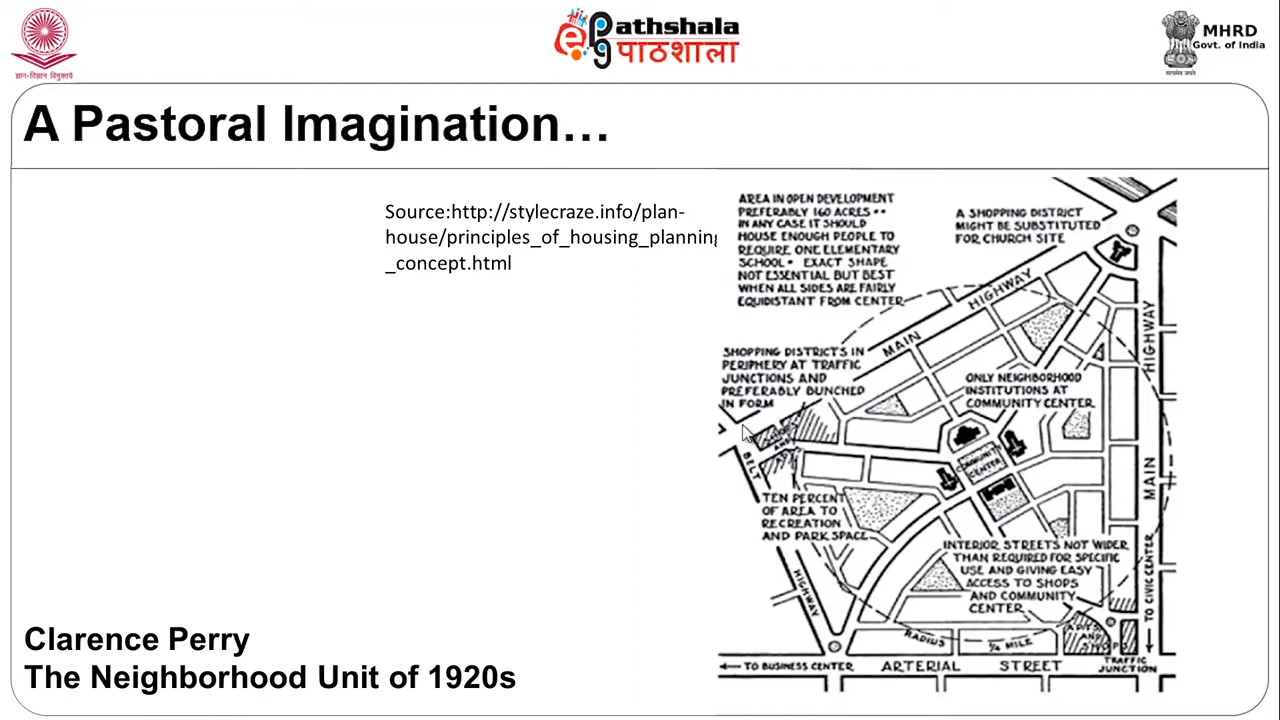 ज्ञान-विज्ञान विमुक्तये
ePathshala
पाठशाला
MHRD
Govt. of India
सत्यमेव जयते
A Pastoral Imagination…
Source:http://stylecraze.info/plan-
house/principles_of_housing_planning
_concept.html
AREA IN OPEN DEVELOPMENT
PREFERABLY 160 ACRES ••
IN ANY CASE IT SHOULD
HOUSE ENOUGH PEOPLE TO
REQUIRE ONE ELEMENTARY
SCHOOL • EXACT SHAPE
NOT ESSENTIAL BUT BEST
WHEN ALL SIDES ARE FAIRLY
EQUIDISTANT FROM CENTER
A SHOPPING DISTRICT
MIGHT BE SUBSTITUTED
FOR CHURCH SITE
MAIN HIGHWAY
HIGHWAY
SHOPPING DISTRICTS IN
PERIPHERY AT TRAFFIC
JUNCTIONS AND
PREFERABLY BUNCHED
IN FORM
ONLY NEIGHBORHOOD
INSTITUTIONS AT
COMMUNITY CENTER
BELT
COMMUNITY
CENTER
MAIN
TEN PERCENT
OF AREA TO
RECREATION
AND PARK SPACE
INTERIOR STREETS NOT WIDER
THAN REQUIRED FOR SPECIFIC
USE AND GIVING EASY
ACCESS TO SHOPS
AND COMMUNITY
CENTER
HIGHWAY
TO CIVIC CENTER
RADIUS ¼ MILE
TO BUSINESS CENTER
ARTERIAL STREET
TRAFFIC
JUNCTION
Clarence Perry
The Neighborhood Unit of 1920s